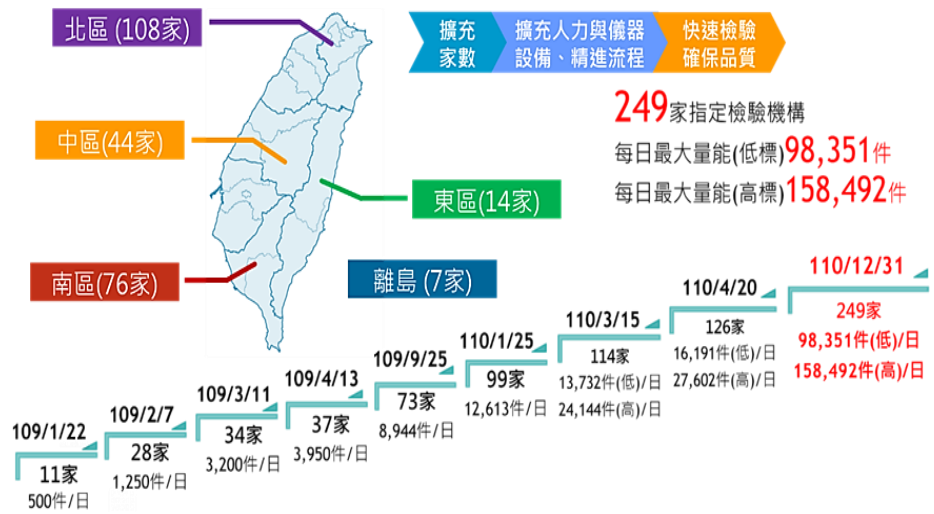 北區 (108家)
中區(44家)
東區(14家)
南區(76家)
離島 (7家)
擴充
家數
擴充人力與儀器
設備、精進流程
快速檢驗
確保品質
249家指定檢驗機構
每日最大量能(低標)98,351件
每日最大量能(高標)158,492件
109/1/22
11家
500件/日
109/2/7
28家
1,250件/日
109/3/11
34家
3,200件/日
109/4/13
37家
3,950件/日
109/9/25
73家
8,944件/日
110/1/25
99家
12,613件/日
110/3/15
114家
13,732件(低)/日
24,144件(高)/日
110/4/20
126家
16,191件(低)/日
27,602件(高)/日
110/12/31
249家
98,351件(低)/日
158,492件(高)/日